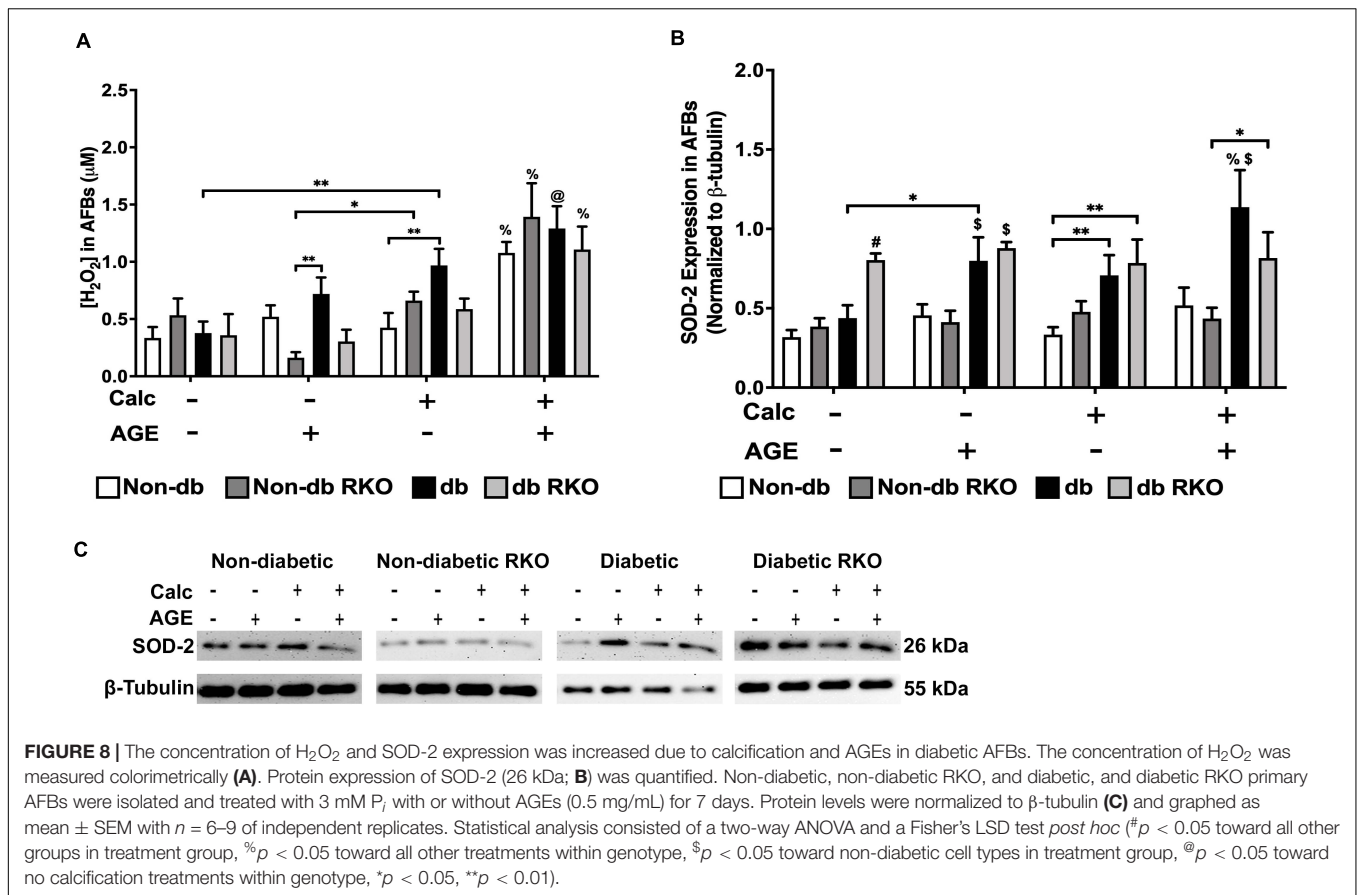 A
[H₂O₂] in AFBs (μM)
2.5
2.0
1.5
1.0
0.5
0.0
**
*
**
**
%
%
@
%
Calc - - + +
AGE - + - +
Non-db Non-db RKO db db RKO
B
SOD-2 Expression in AFBs
(Normalized to β-tubulin)
2.0
1.5
1.0
0.5
0.0
*
% $
*
**
**
#
$
$
Calc - - + +
AGE - + - +
Non-db Non-db RKO db db RKO
C
Non-diabetic Non-diabetic RKO Diabetic Diabetic RKO
Calc - - + + - - + + - - + + - - + +
AGE - + - + - + - + - + - + - + - +
SOD-2 26 kDa
β-Tubulin 55 kDa
FIGURE 8 | The concentration of H₂O₂ and SOD-2 expression was increased due to calcification and AGEs in diabetic AFBs. The concentration of H₂O₂ was
measured colorimetrically (A). Protein expression of SOD-2 (26 kDa; B) was quantified. Non-diabetic, non-diabetic RKO, and diabetic, and diabetic RKO primary
AFBs were isolated and treated with 3 mM Pi with or without AGEs (0.5 mg/mL) for 7 days. Protein levels were normalized to β-tubulin (C) and graphed as
mean ± SEM with n = 6–9 of independent replicates. Statistical analysis consisted of a two-way ANOVA and a Fisher's LSD test post hoc (#p < 0.05 toward all other
groups in treatment group, %p < 0.05 toward all other treatments within genotype, $p < 0.05 toward non-diabetic cell types in treatment group, @p < 0.05 toward
no calcification treatments within genotype, *p < 0.05, **p < 0.01).